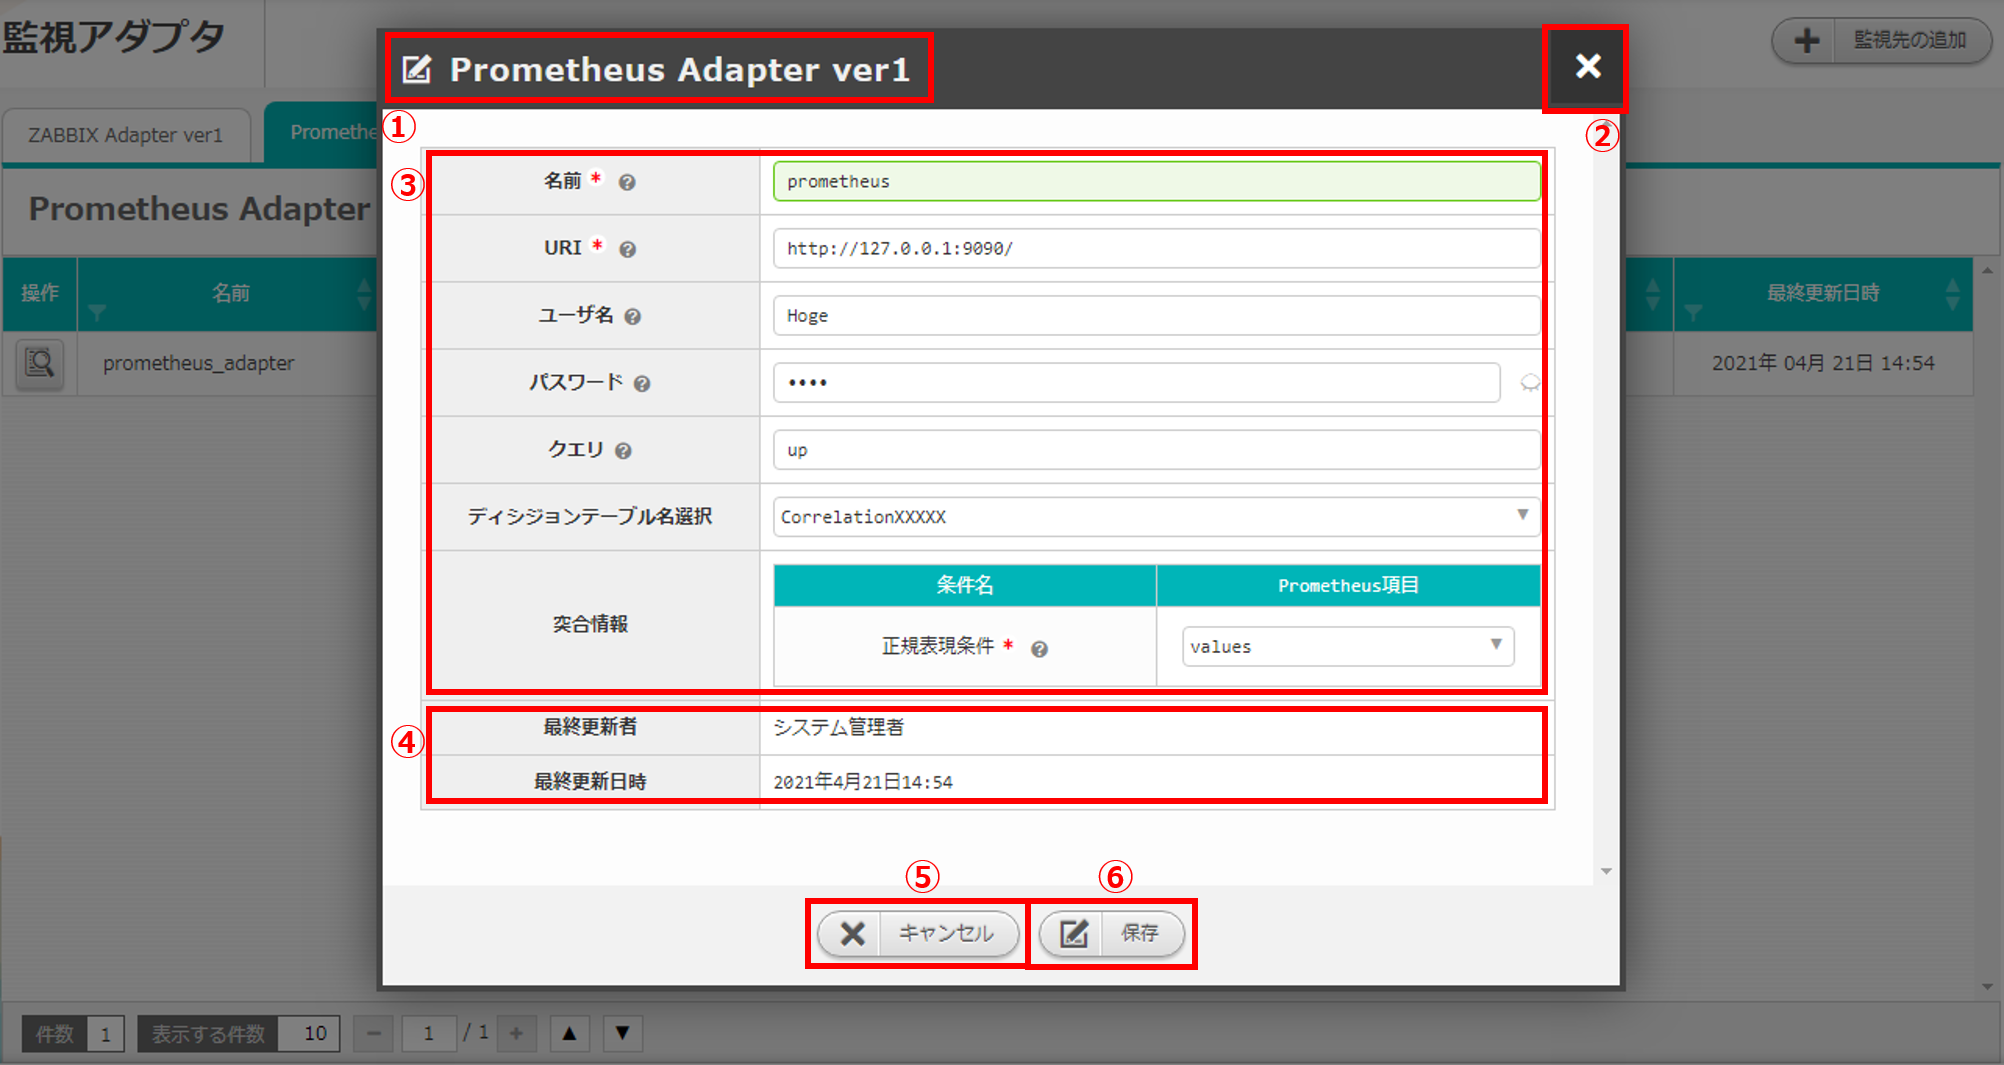 監視アダプタ
監視先の追加
ZABBIX Adapter ver1
Promethe
Prometheus Adapter
操作
名前
最終更新日時
prometheus_adapter
2021年 04月 21日 14:54
Prometheus Adapter ver1
①
②
③
名前 *
prometheus
URI *
http://127.0.0.1:9090/
ユーザ名
Hoge
パスワード
••••
クエリ
up
ディシジョンテーブル名選択
CorrelationXXXXX
突合情報
条件名
Prometheus項目
正規表現条件 *
values
④
最終更新者
システム管理者
最終更新日時
2021年4月21日14:54
⑤
⑥
キャンセル
保存
件数 1
表示する件数 10
1 / 1